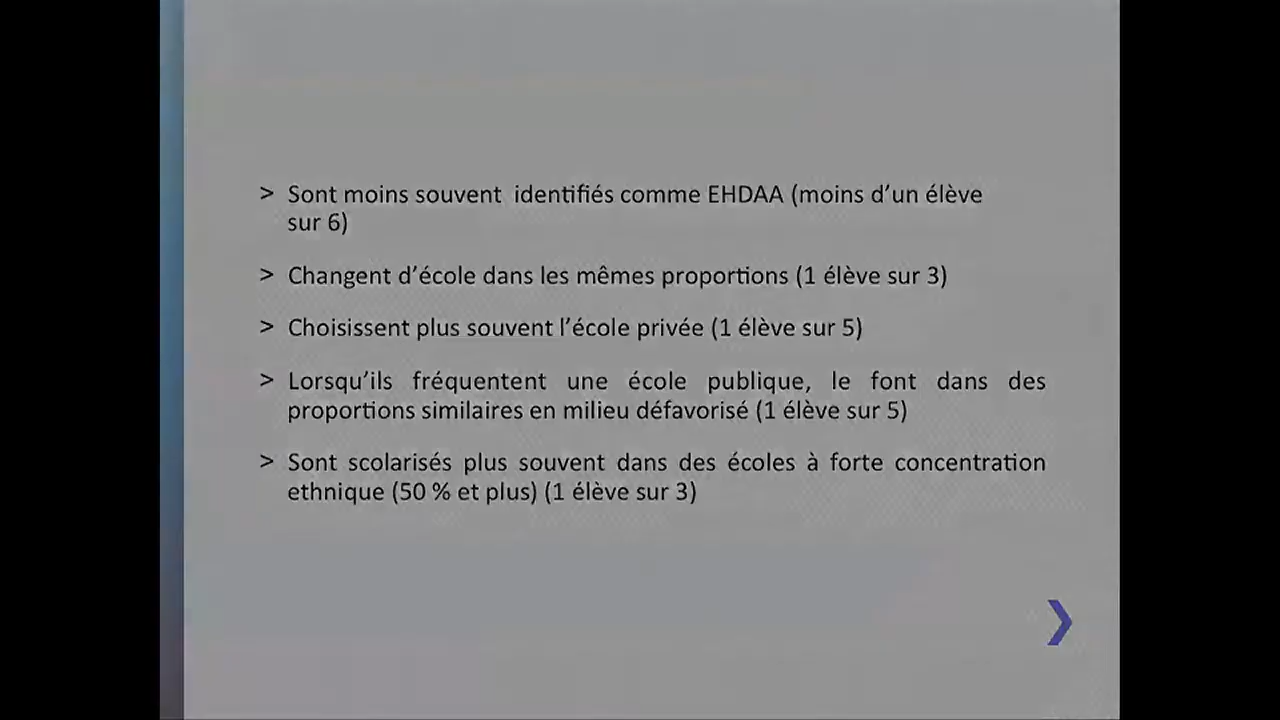 > Sont moins souvent identifiés comme EHDAA (moins d’un élève
sur 6)
> Changent d’école dans les mêmes proportions (1 élève sur 3)
> Choisissent plus souvent l’école privée (1 élève sur 5)
> Lorsqu’ils fréquentent une école publique, le font dans des
proportions similaires en milieu défavorisé (1 élève sur 5)
> Sont scolarisés plus souvent dans des écoles à forte concentration
ethnique (50 % et plus) (1 élève sur 3)